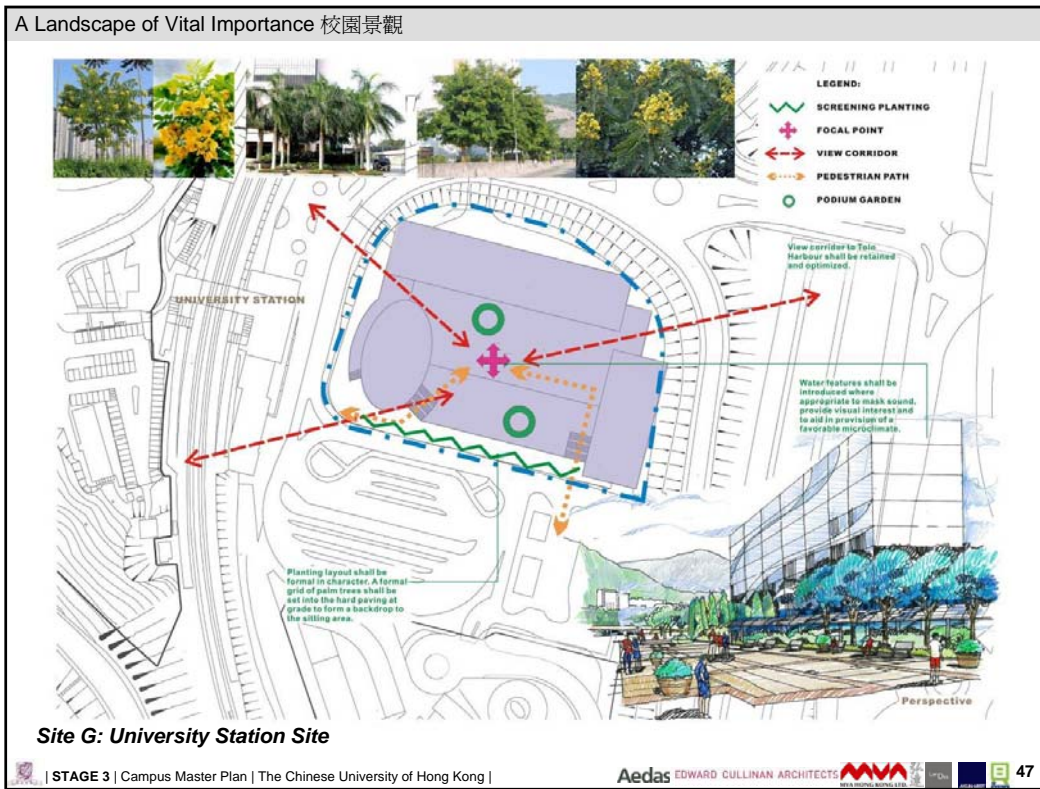 A Landscape of Vital Importance 校園景觀
LEGEND:
SCREENING PLANTING
FOCAL POINT
VIEW CORRIDOR
PEDESTRIAN PATH
PODIUM GARDEN
View corridor to Tolo
Harbour shall be retained
and optimized.
UNIVERSITY STATION
Water features shall be
introduced where
appropriate to mask sound,
provide visual interest and
to aid in provision of a
favorable microclimate.
Planting layout shall be
formal in character. A formal
grid of palm trees shall be
set into the hard paving at
grade to form a backdrop to
the sitting area.
Perspective
Site G: University Station Site
| STAGE 3 | Campus Master Plan | The Chinese University of Hong Kong |
Aedas EDWARD CULLINAN ARCHITECTS MVA
MVA HONG KONG LTD.
47